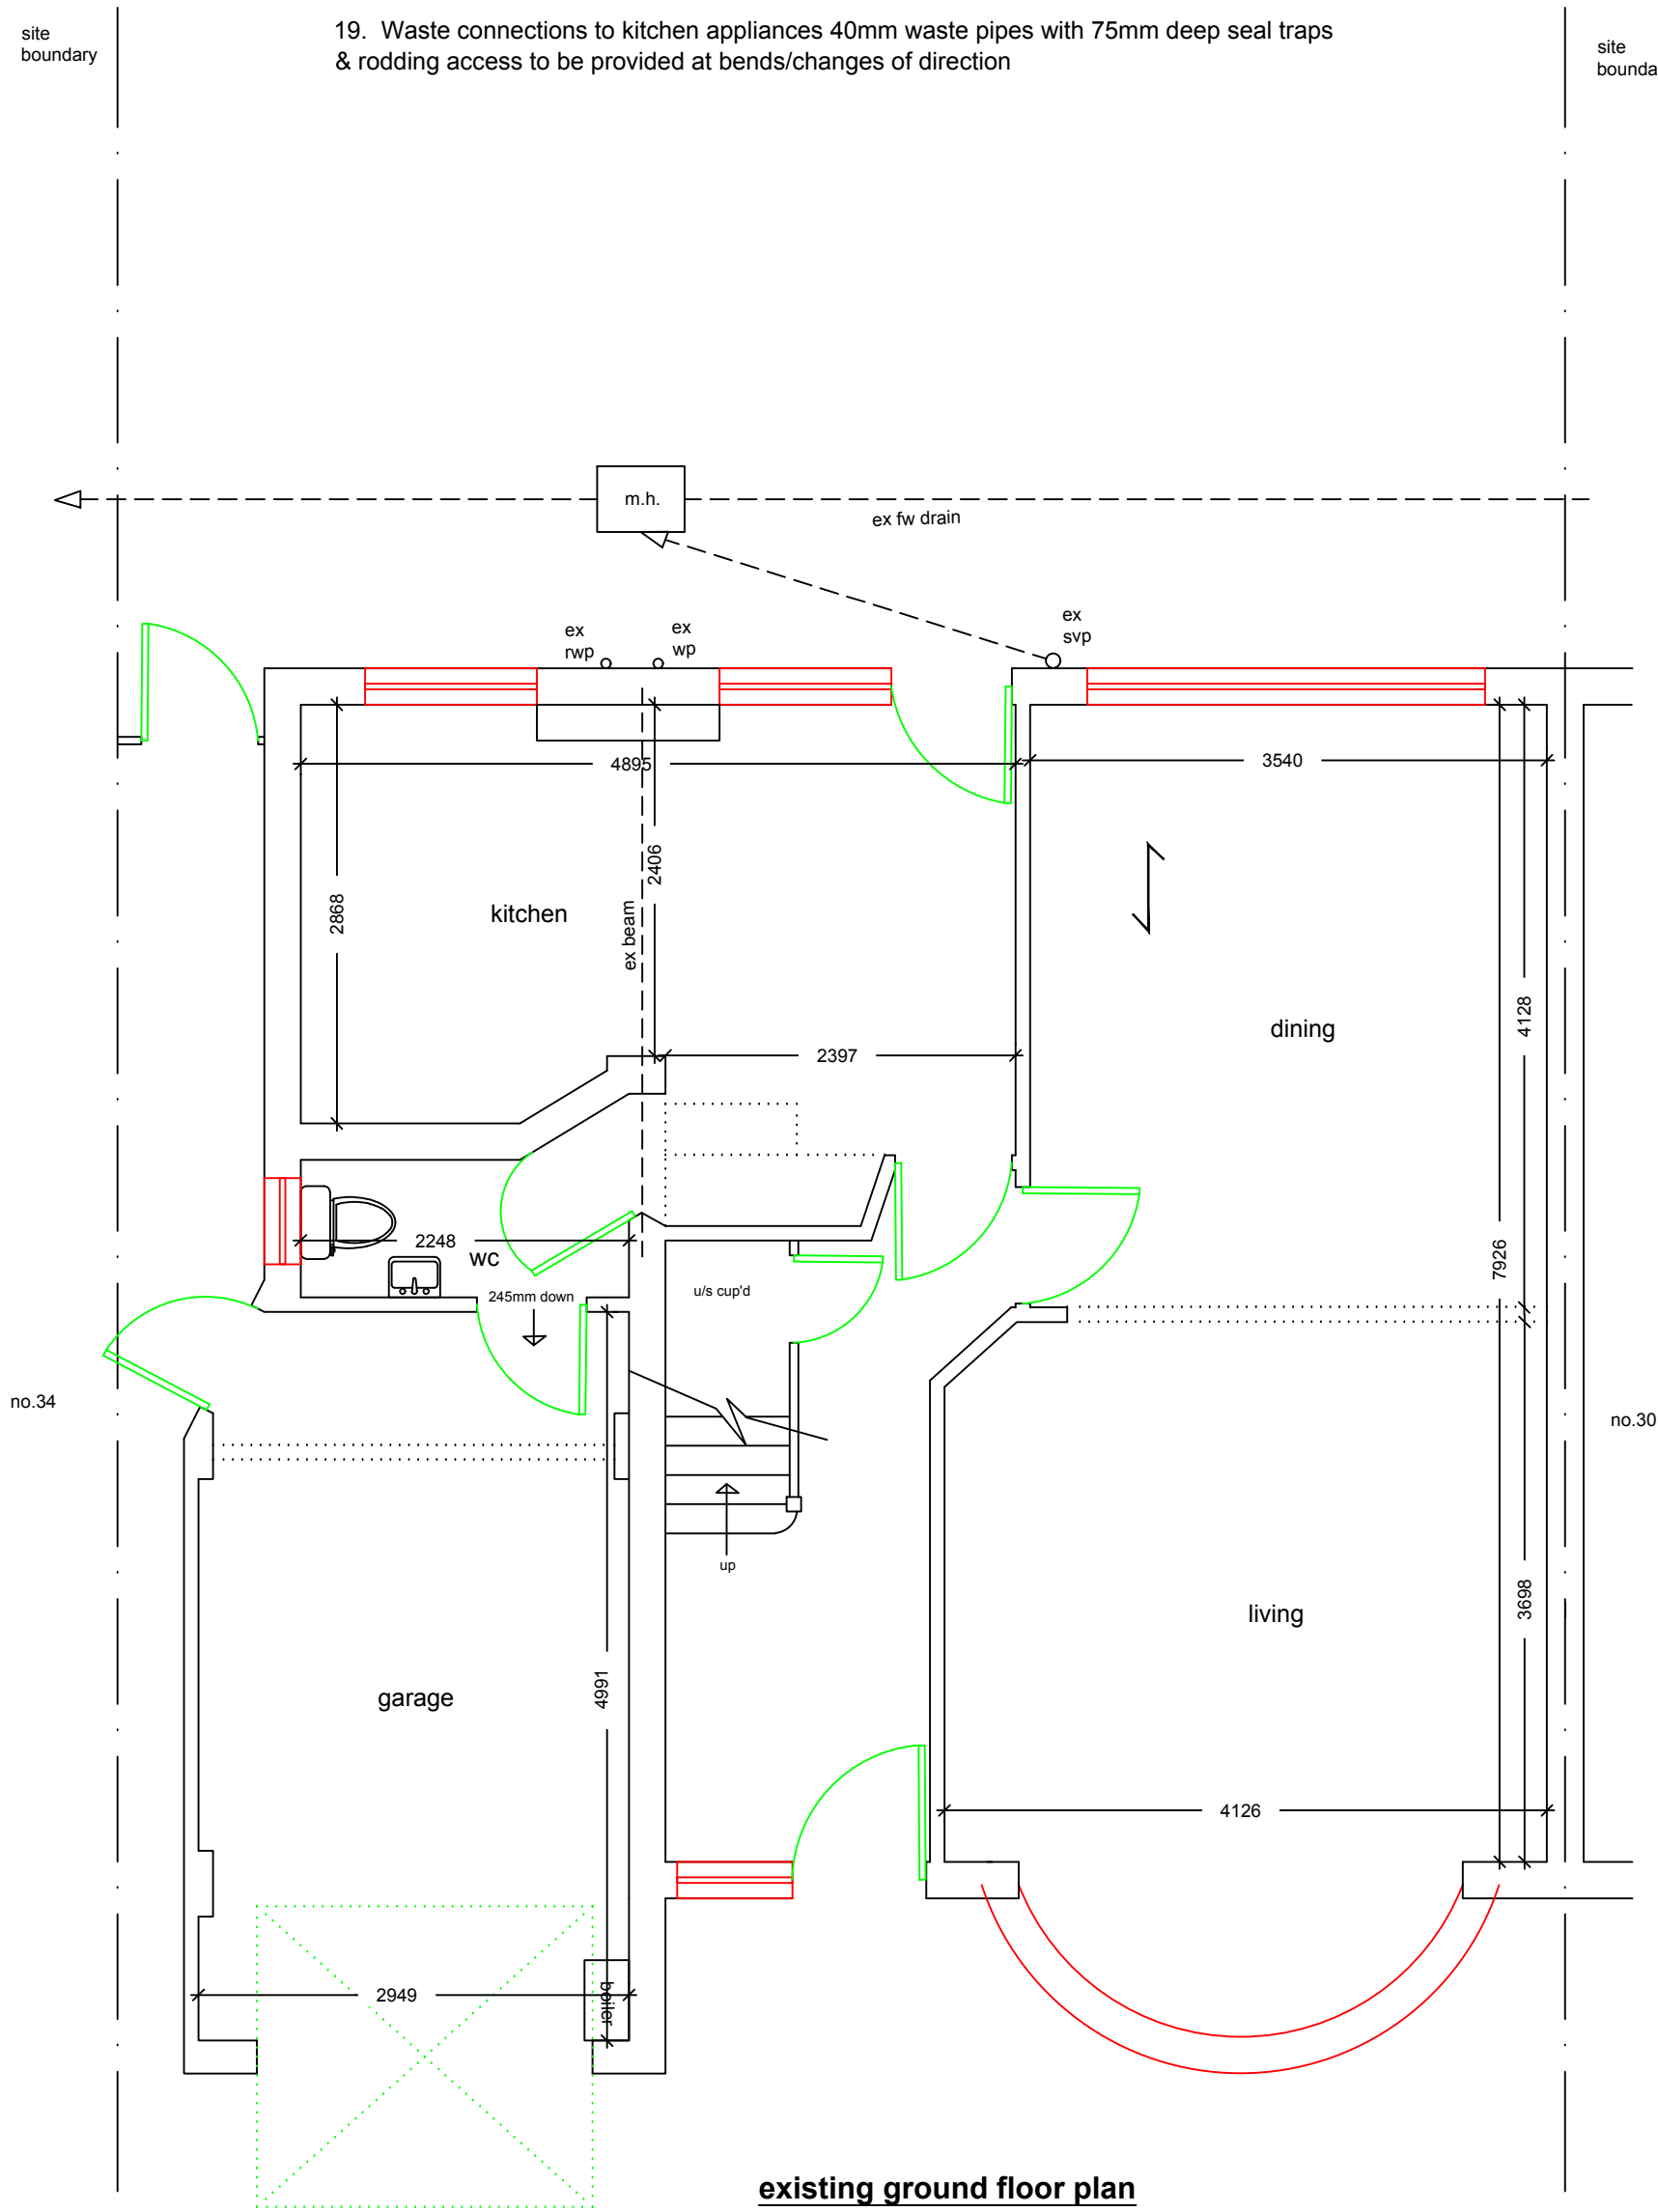 site
boundary
19. Waste connections to kitchen appliances 40mm waste pipes with 75mm deep seal traps
& rodding access to be provided at bends/changes of direction
site
bounda
m.h.
ex fw drain
ex
rwp
ex
wp
ex
svp
4895
3540
2406
2868
kitchen
ex beam
4128
dining
2397
7926
2248
wc
245mm down
u/s cup'd
no.34
no.30
up
3698
living
4991
garage
4126
2949
boiler
existing ground floor plan